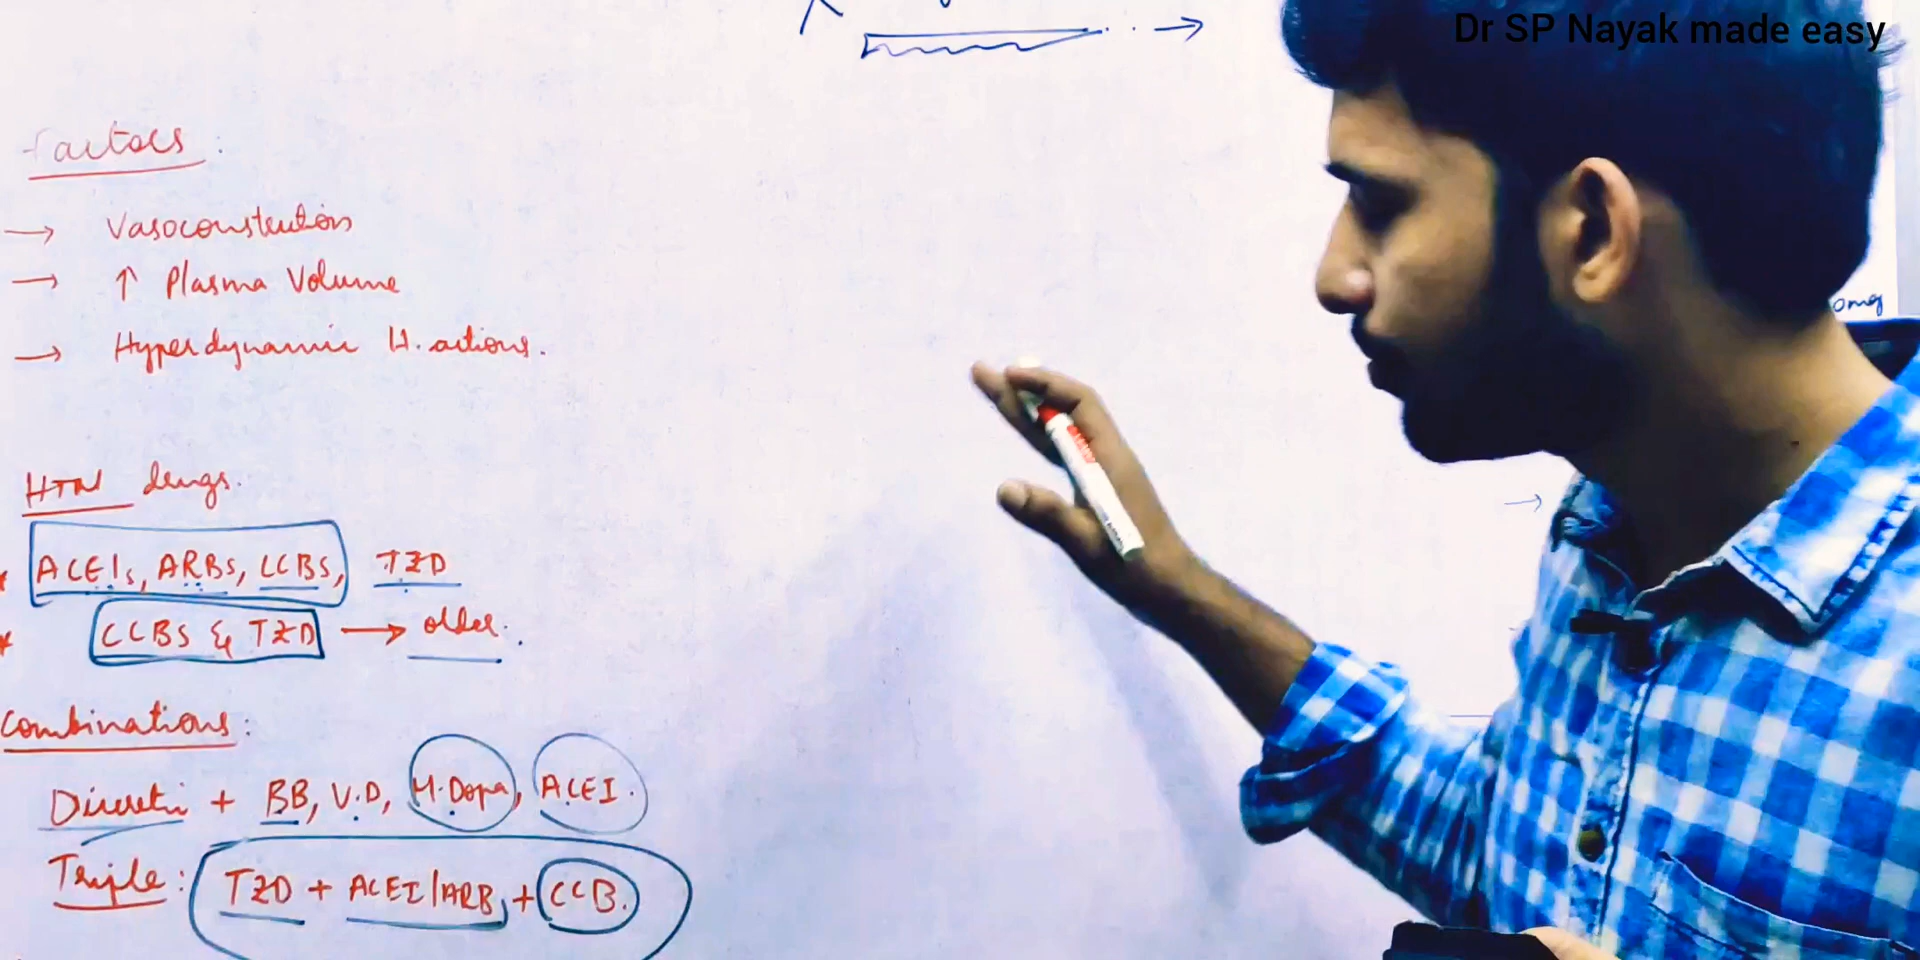 Dr SP Nayak made easy
Factors:
→ Vasoconstriction
→ ↑ Plasma Volume
→ Hyperdynamic H. actions.
omg
HTN drugs.
* ACEIs, ARBs, CCBs, TZD
* CCBs & TZD → older.
Combinations:
Diuretic + BB, V.D, M.Dopa, ACEI.
Triple: TZD + ACEI/ARB, + CCB.